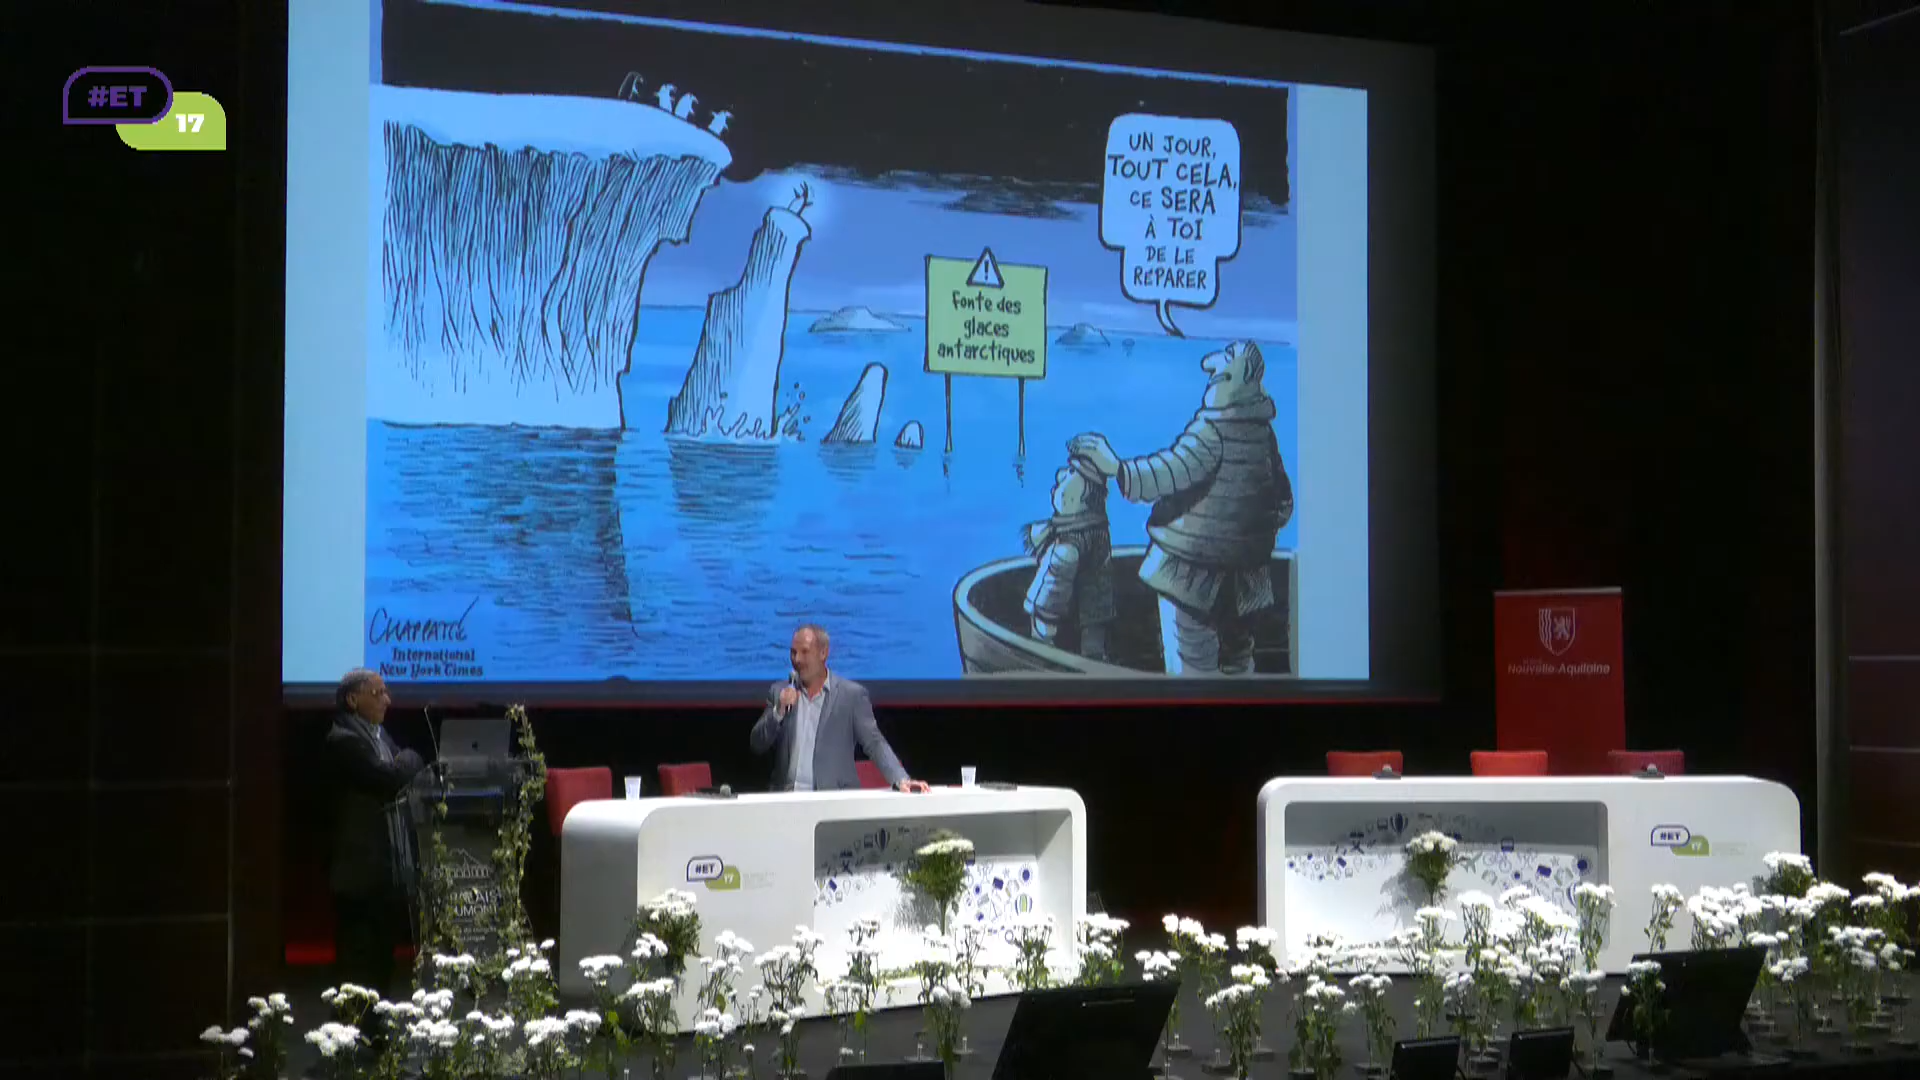 #ET
17
UN JOUR,
TOUT CELA,
CE SERA
À TOI
DE LE
RÉPARER
!
Fonte des
glaces
antarctiques
CHAPPATTE
International
New York Times
Nouvelle-Aquitaine
#ET
17
#ET
17